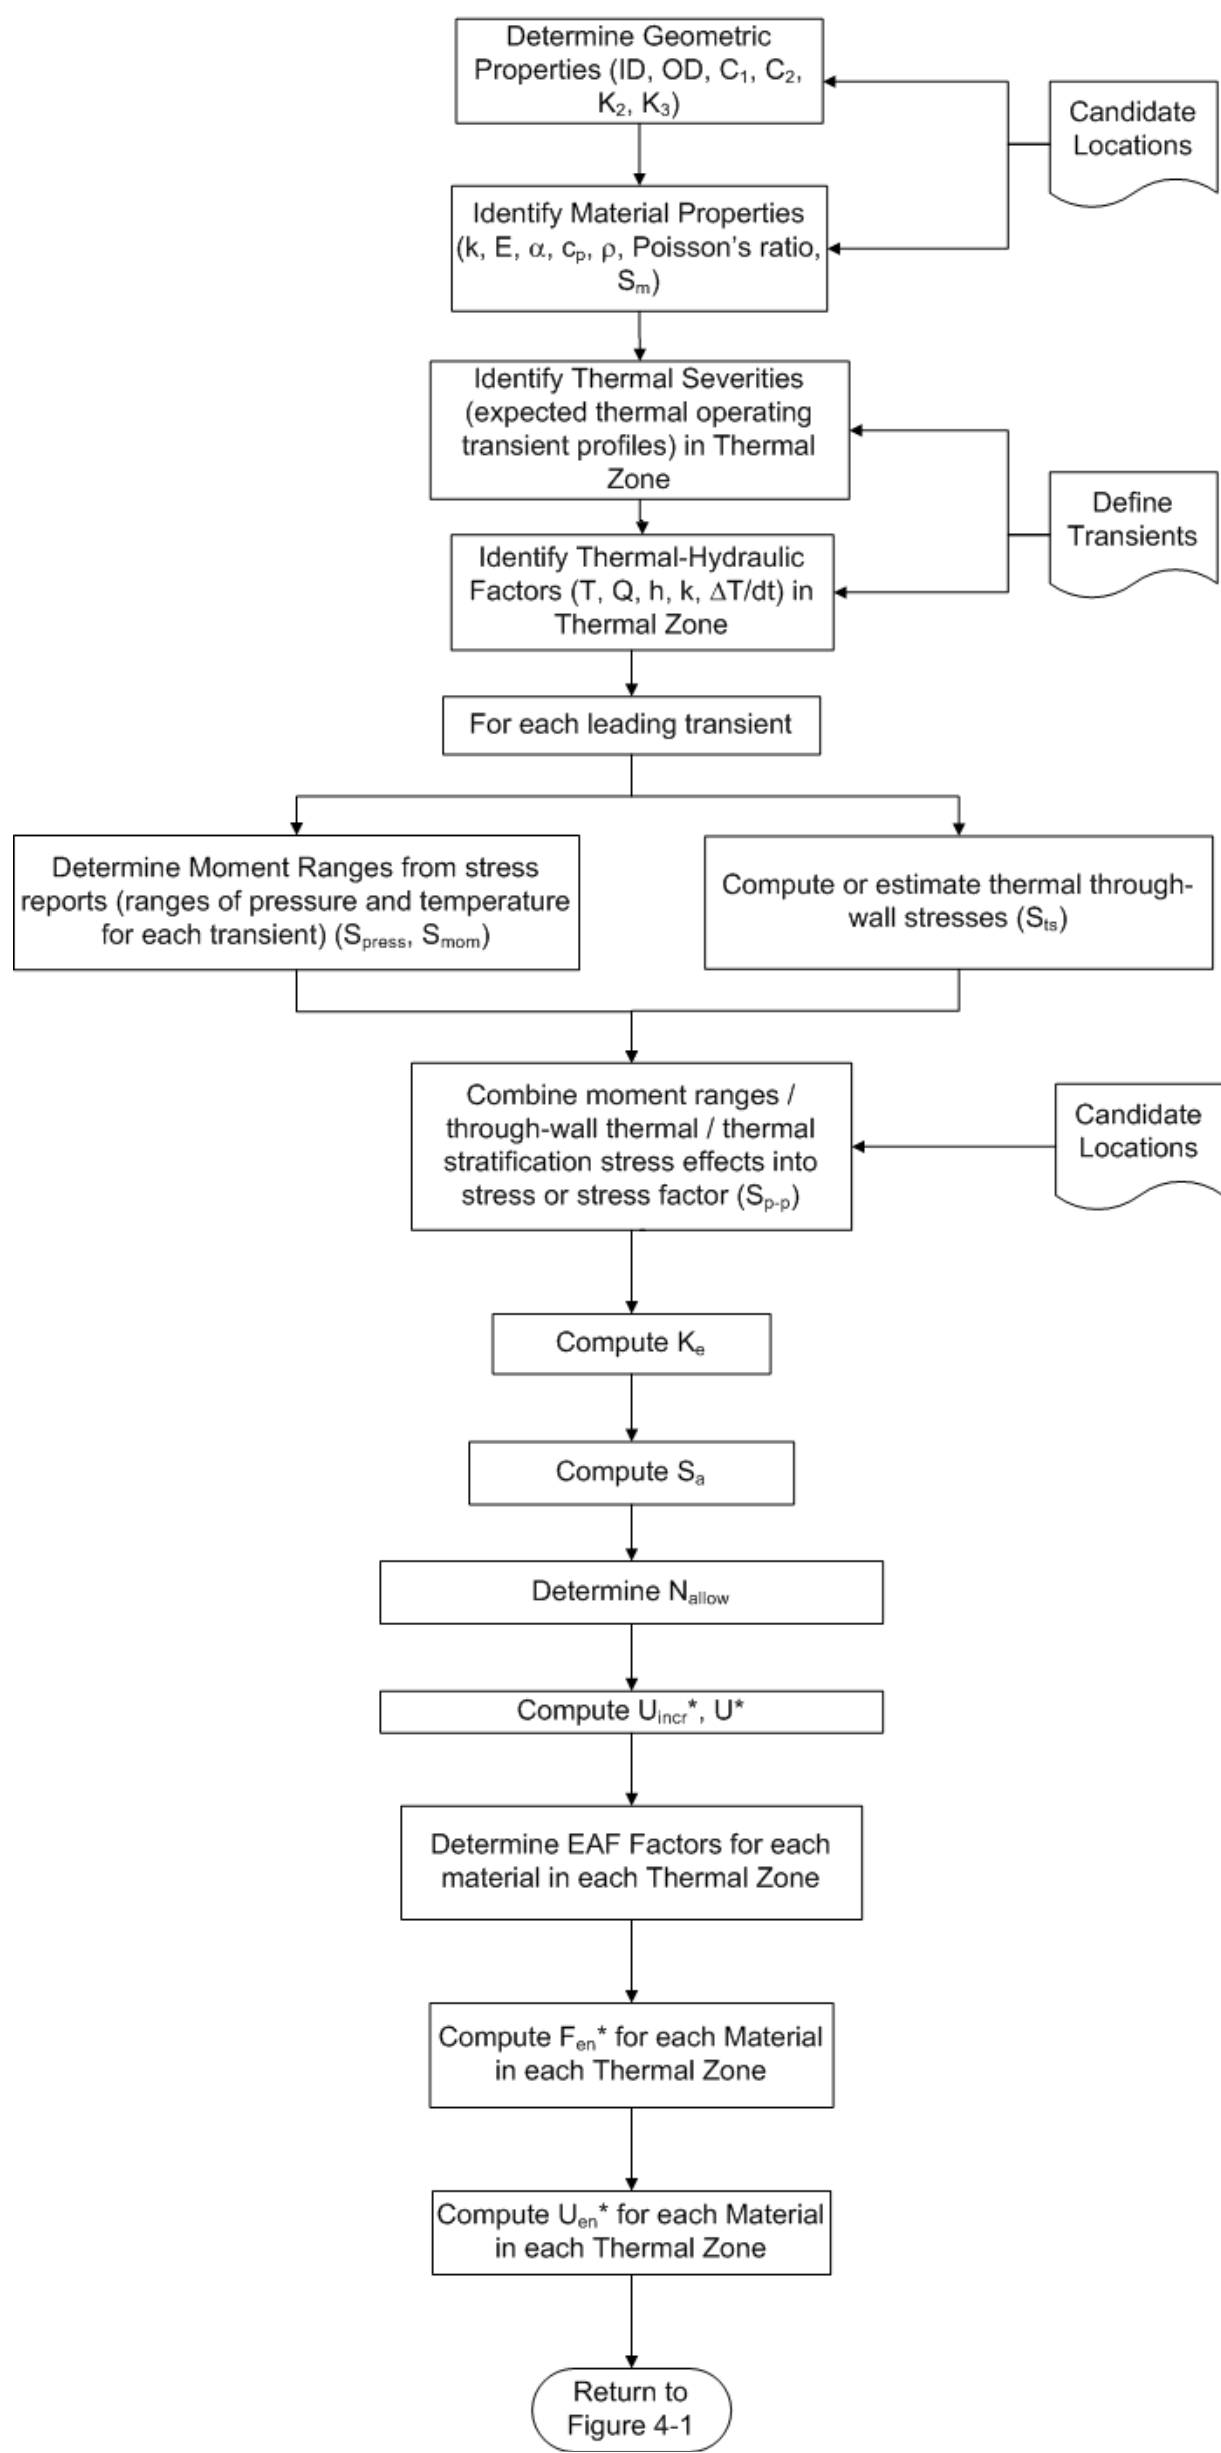 Determine Geometric
Properties (ID, OD, C₁, C₂,
K₂, K₃)
Candidate
Locations
Identify Material Properties
(k, E, α, cₚ, ρ, Poisson's ratio,
Sₘ)
Identify Thermal Severities
(expected thermal operating
transient profiles) in Thermal
Zone
Define
Transients
Identify Thermal-Hydraulic
Factors (T, Q, h, k, ΔT/dt) in
Thermal Zone
For each leading transient
Determine Moment Ranges from stress
reports (ranges of pressure and temperature
for each transient) (Spress, Smom)
Compute or estimate thermal through-
wall stresses (Sts)
Combine moment ranges /
through-wall thermal / thermal
stratification stress effects into
stress or stress factor (Sp-p)
Candidate
Locations
Compute Kₑ
Compute Sₐ
Determine Nallow
Compute Uincr*, U*
Determine EAF Factors for each
material in each Thermal Zone
Compute Fen* for each Material
in each Thermal Zone
Compute Uen* for each Material
in each Thermal Zone
Return to
Figure 4-1